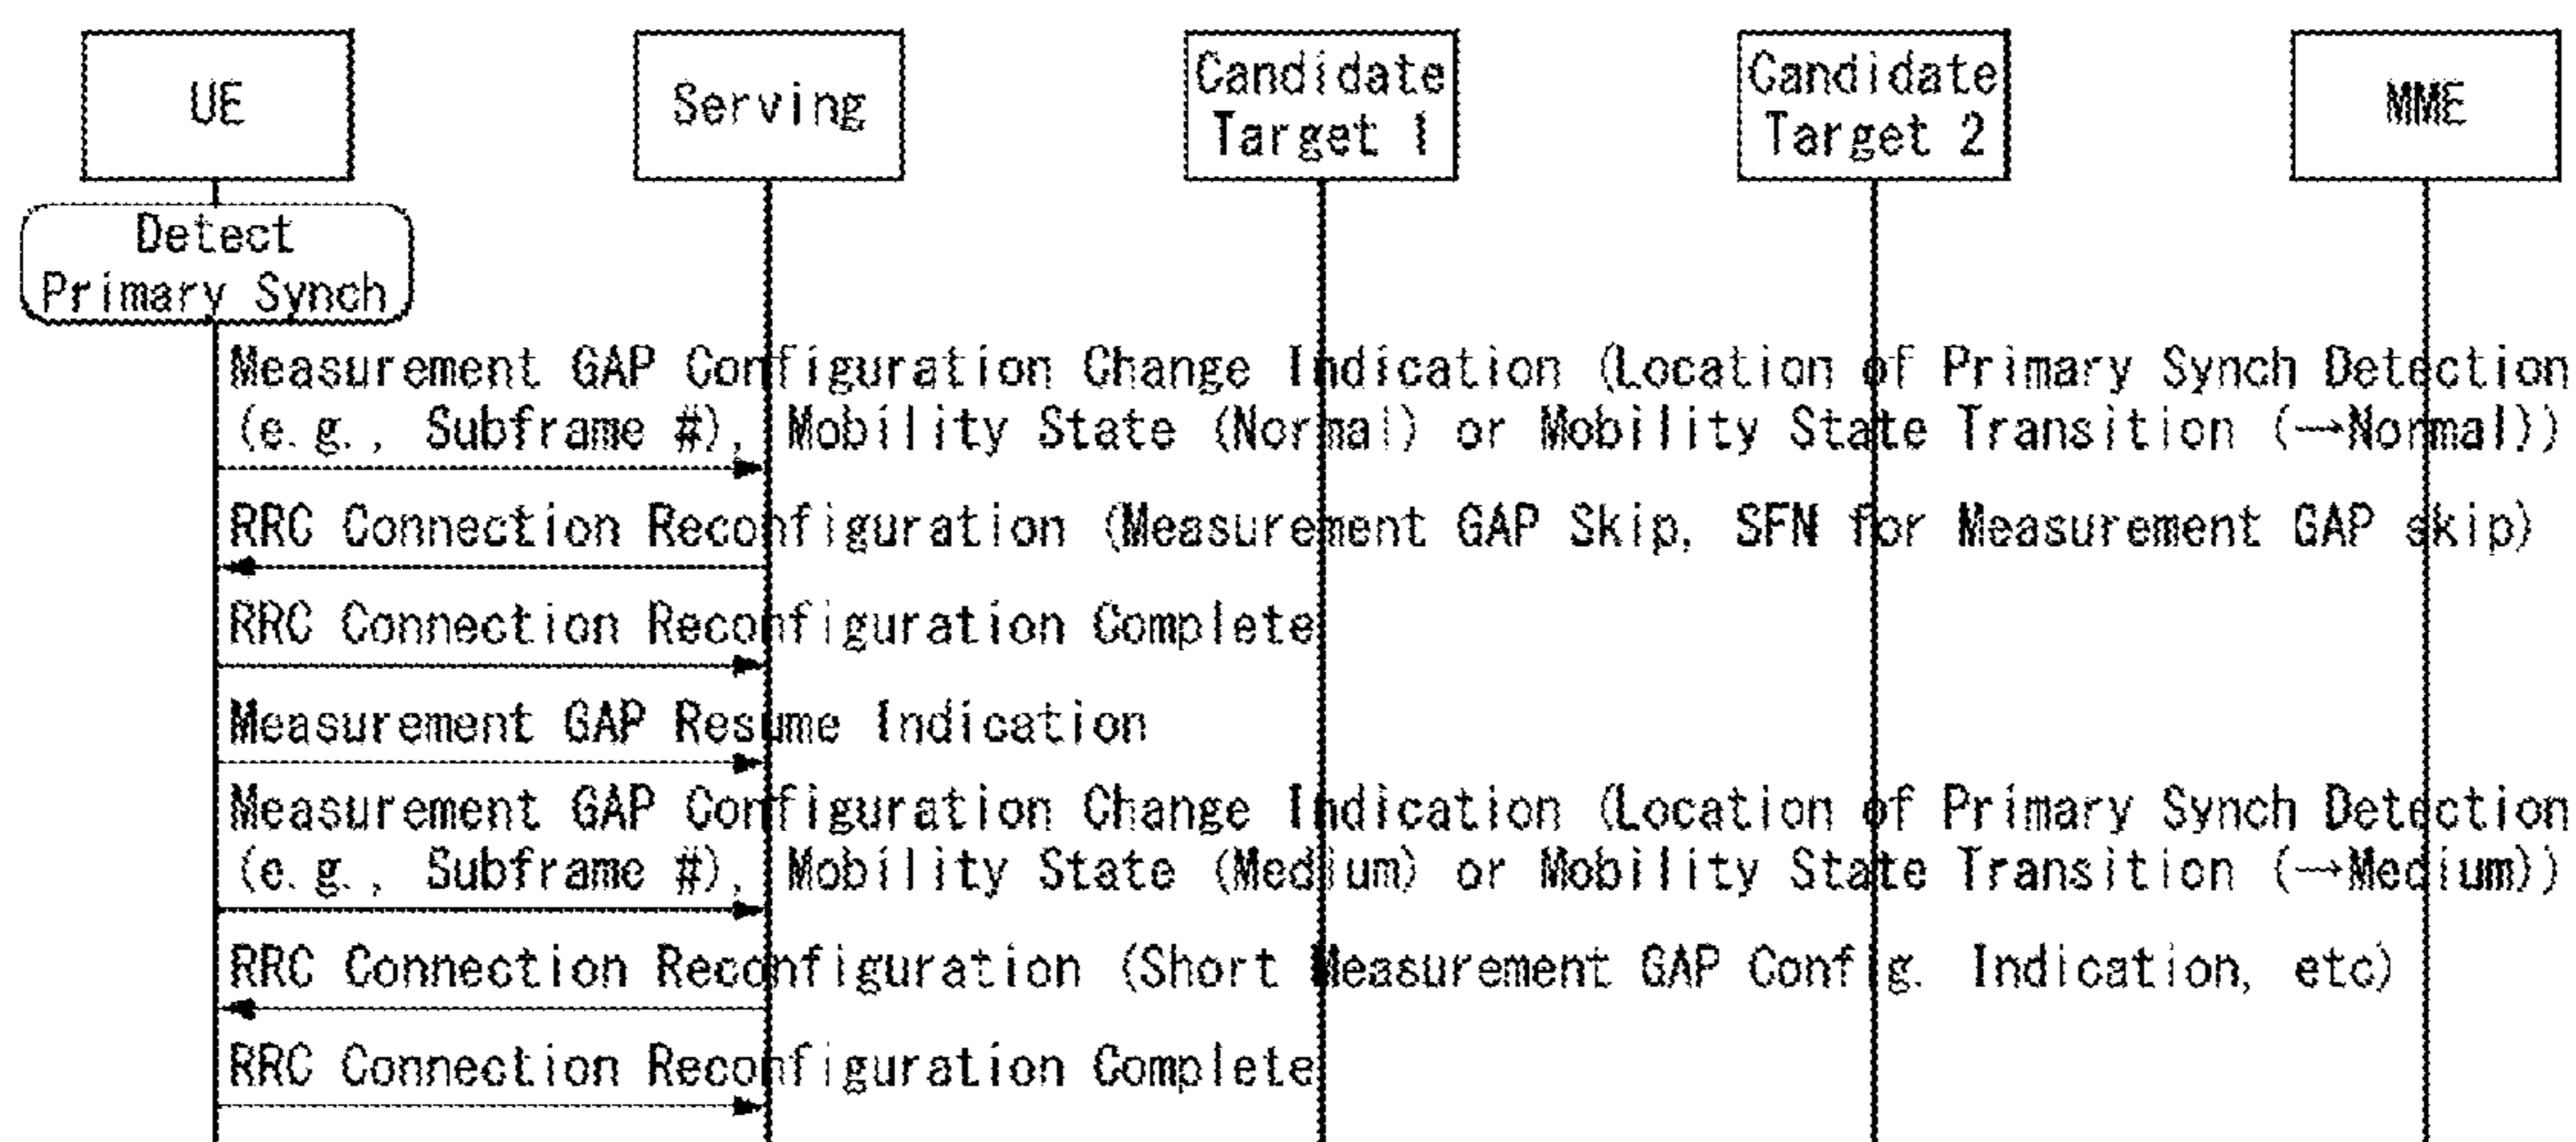 UE
Serving
Candidate
Target 1
Candidate
Target 2
MME
Detect
Primary Synch
Measurement GAP Configuration Change Indication (Location of Primary Synch Detection
(e.g., Subframe #), Mobility State (Normal) or Mobility State Transition (→Normal))
RRC Connection Reconfiguration (Measurement GAP Skip, SFN for Measurement GAP skip)
RRC Connection Reconfiguration Complete
Measurement GAP Resume Indication
Measurement GAP Configuration Change Indication (Location of Primary Synch Detection
(e.g., Subframe #), Mobility State (Medium) or Mobility State Transition (→Medium))
RRC Connection Reconfiguration (Short Measurement GAP Config. Indication, etc)
RRC Connection Reconfiguration Complete